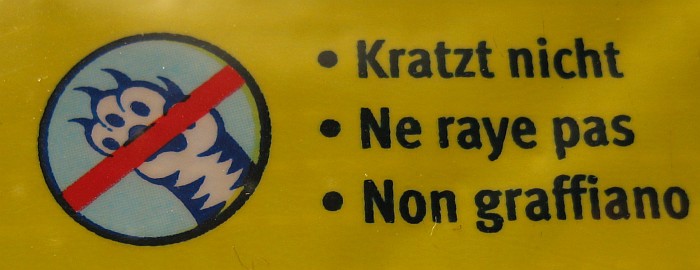 • Kratzt nicht
• Ne raye pas
• Non graffiano